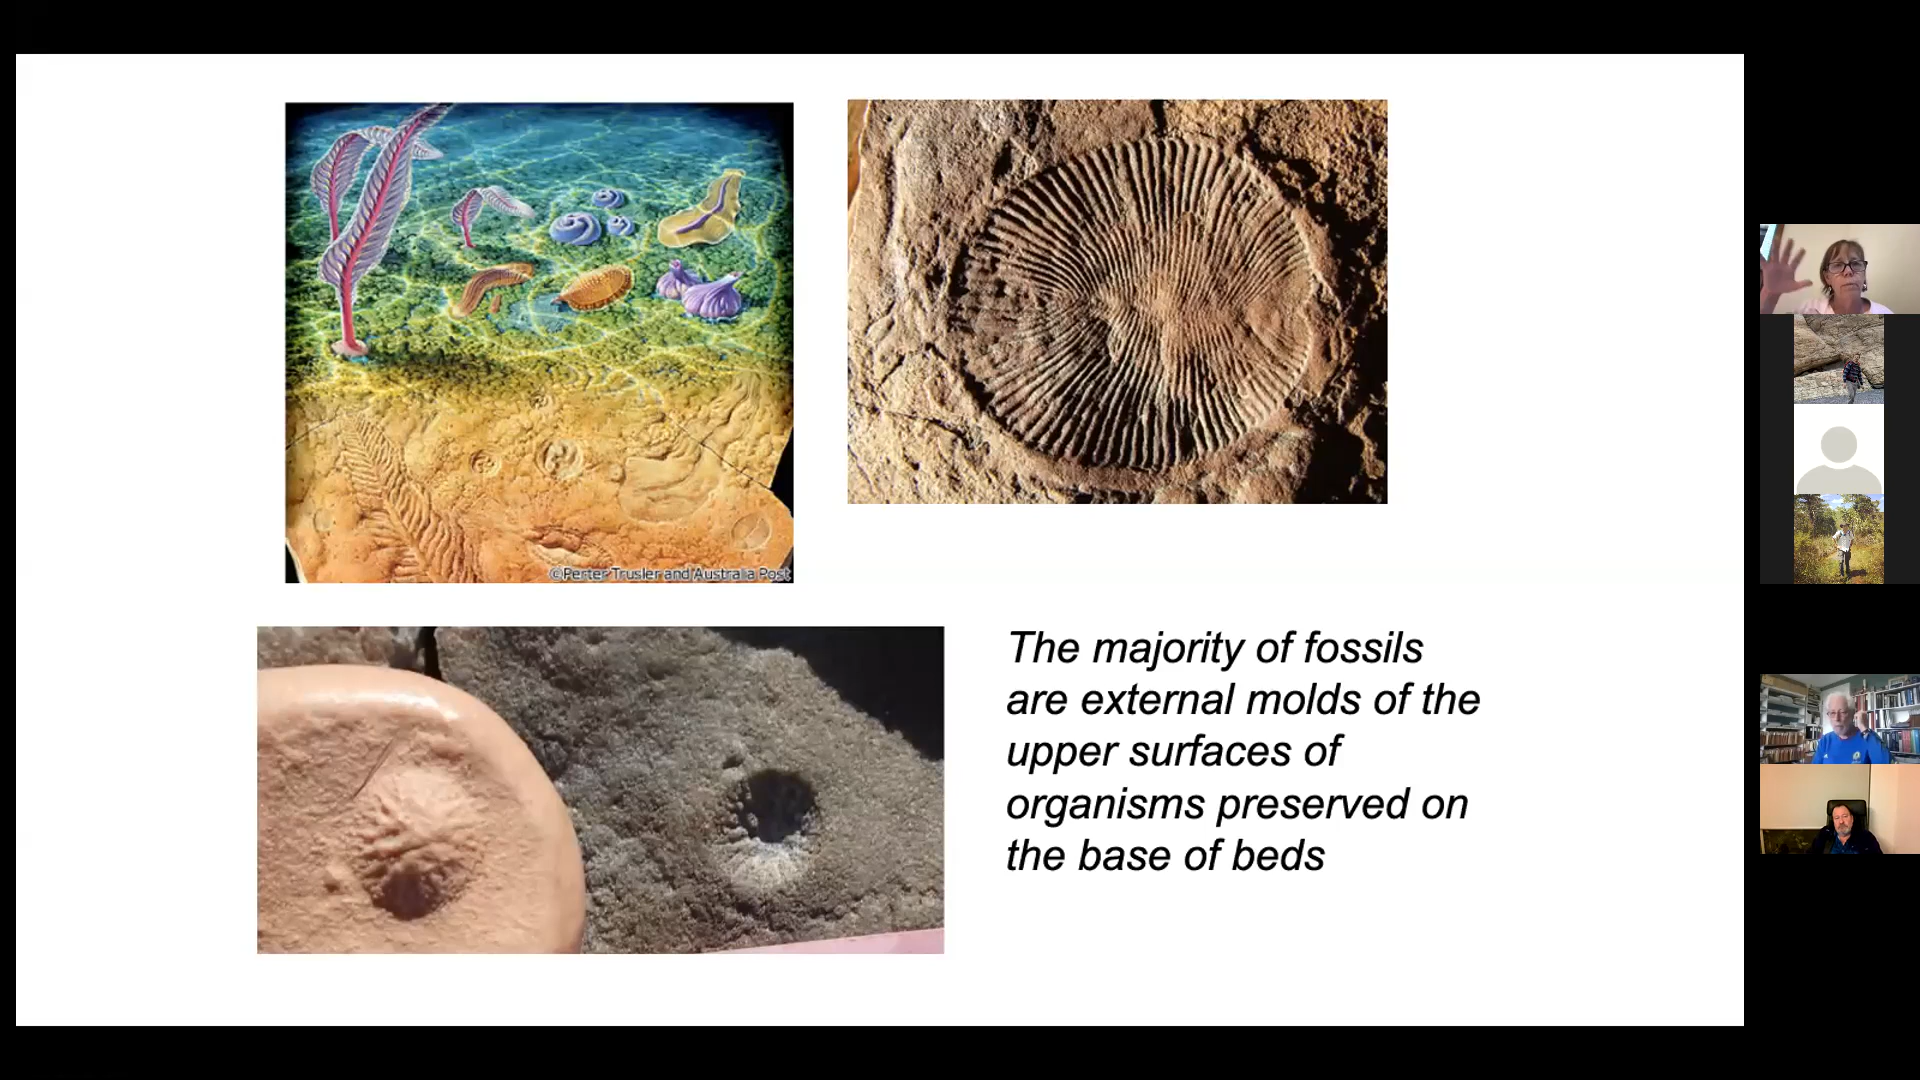 ©Perter Trusler and Australia Post
The majority of fossils
are external molds of the
upper surfaces of
organisms preserved on
the base of beds